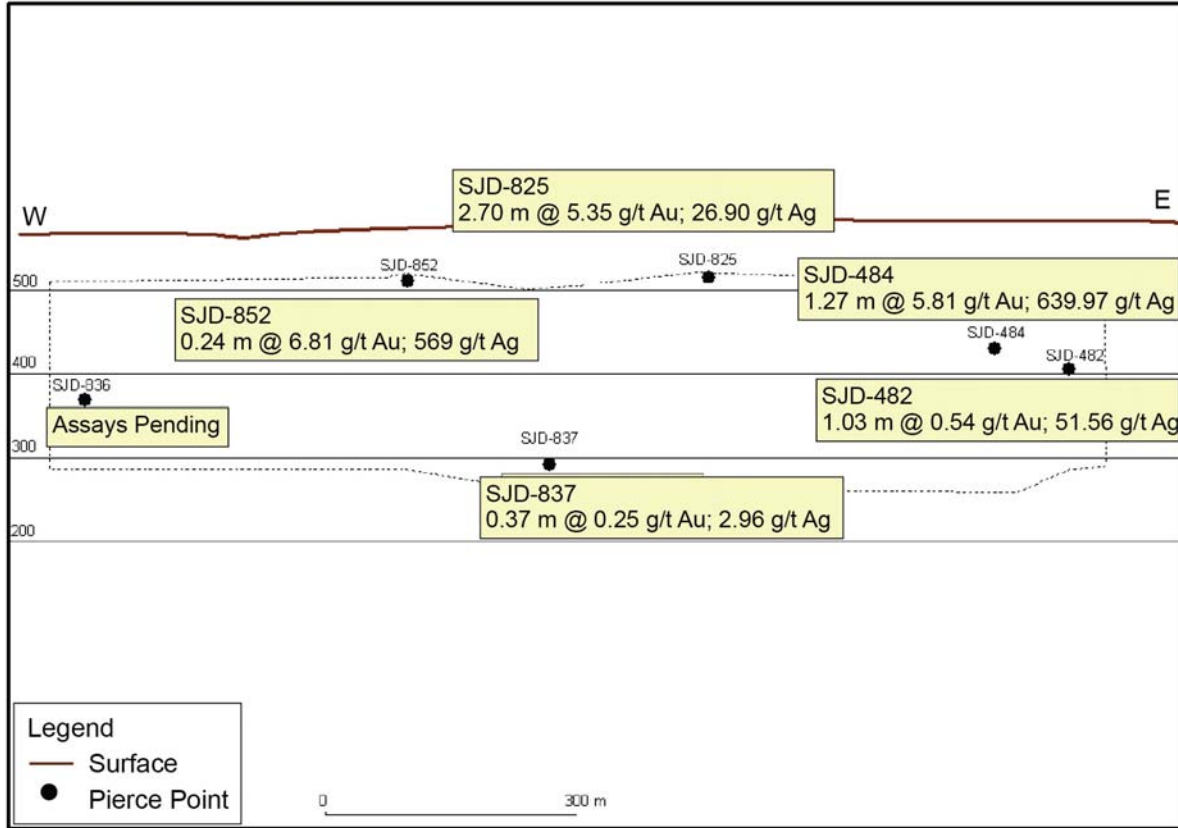 SJD-825
2.70 m @ 5.35 g/t Au; 26.90 g/t Ag
W
E
SJD-852
SJD-825
500
SJD-484
1.27 m @ 5.81 g/t Au; 639.97 g/t Ag
SJD-852
0.24 m @ 6.81 g/t Au; 569 g/t Ag
SJD-484
SJD-482
400
SJD-836
Assays Pending
SJD-482
1.03 m @ 0.54 g/t Au; 51.56 g/t Ag
300
SJD-837
SJD-837
0.37 m @ 0.25 g/t Au; 2.96 g/t Ag
200
Legend
Surface
Pierce Point
0
300 m